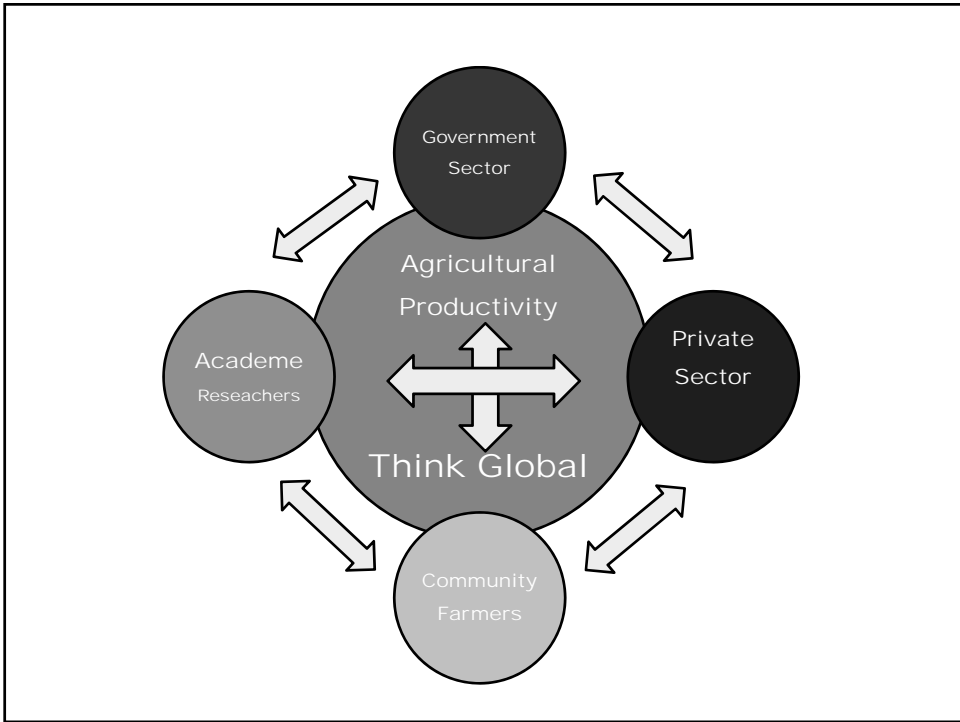 Government
Sector
Agricultural
Productivity
Academe
Reseachers
Private
Sector
Think Global
Community
Farmers